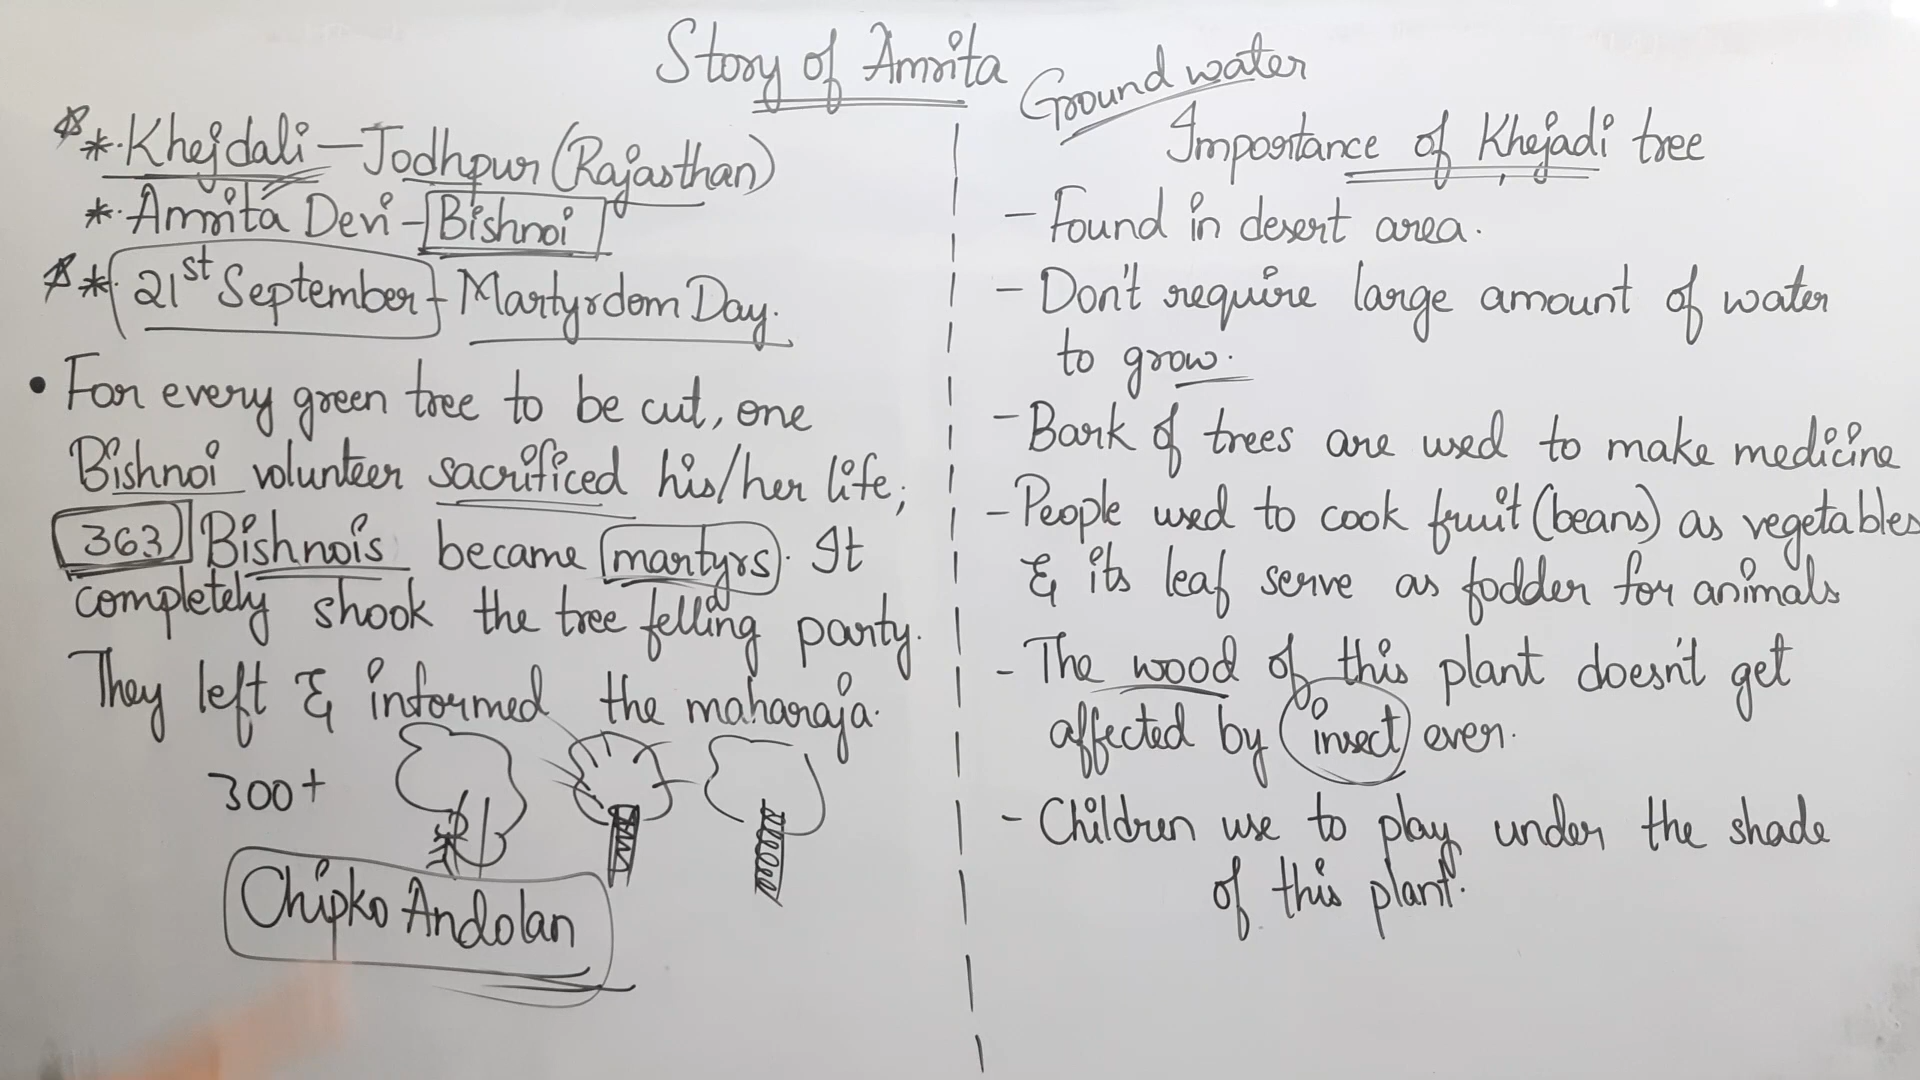 Story of Amrita
* *. Khejdali – Jodhpur (Rajasthan)
*. Amrita Devi – Bishnoi
* *. 21st September – Martyrdom Day.
• For every green tree to be cut, one
Bishnoi volunteer sacrificed his/her life;
363 Bishnois became martyrs. It
completely shook the tree felling party.
They left & informed the maharaja.
300+
Chipko Andolan
Ground water
Importance of Khejadi tree
– Found in desert area.
– Don't require large amount of water
to grow.
– Bark of trees are used to make medicine
– People used to cook fruit (beans) as vegetables
& its leaf serve as fodder for animals
– The wood of this plant doesn't get
affected by insect ever.
– Children use to play under the shade
of this plant.